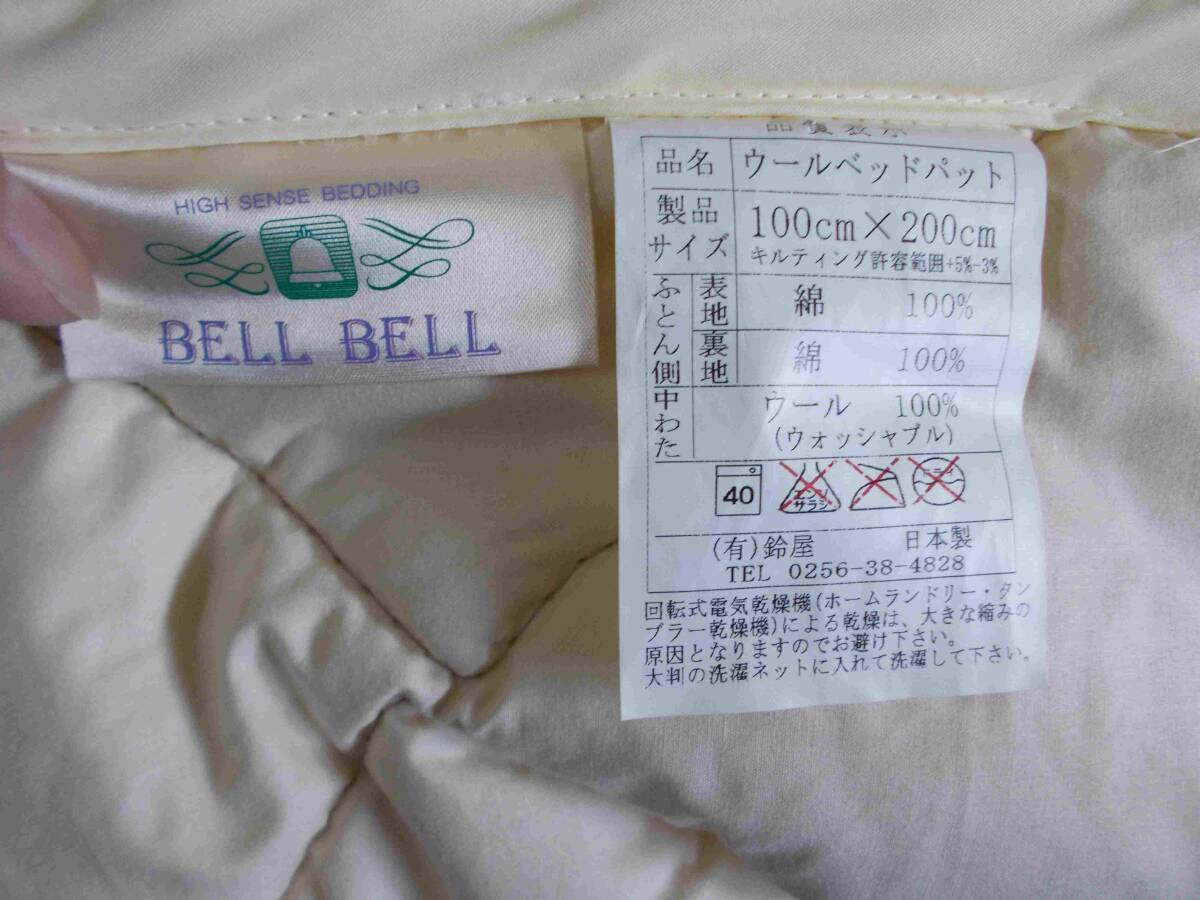 HIGH SENSE BEDDING
BELL BELL
品質表示
品名 ウールベッドパット
製品サイズ 100cm×200cm
キルティング許容範囲+5%-3%
ふとん側 表地 綿 100%
裏地 綿 100%
中わた ウール 100%
(ウォッシャブル)
40
エンソ
サラシ
ドライ
(有)鈴屋 日本製
TEL 0256-38-4828
回転式電気乾燥機(ホームランドリー・タン
ブラー乾燥機)による乾燥は、大きな縮みの
原因となりますのでお避け下さい。
大判の洗濯ネットに入れて洗濯して下さい。